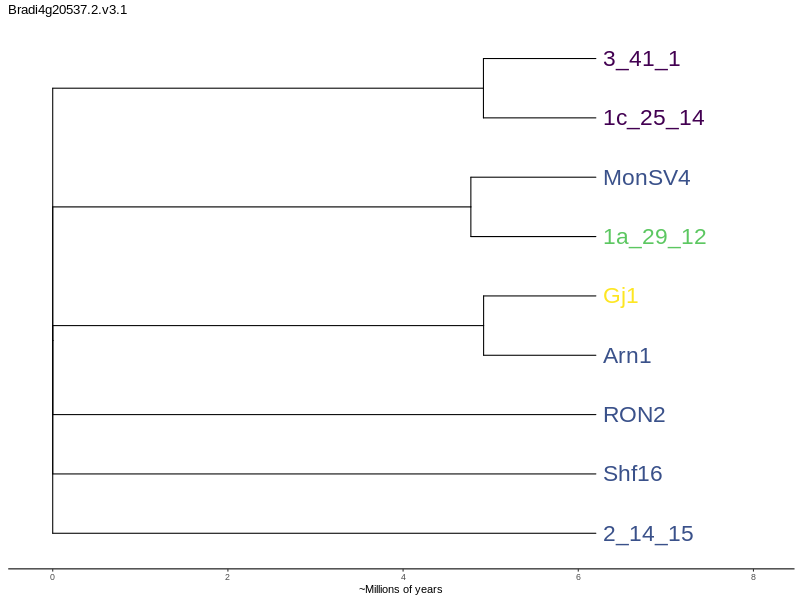 Bradi4g20537.2.v3.1
3_41_1
1c_25_14
MonSV4
1a_29_12
Gj1
Arn1
RON2
Shf16
2_14_15
0 2 4 6 8
~Millions of years